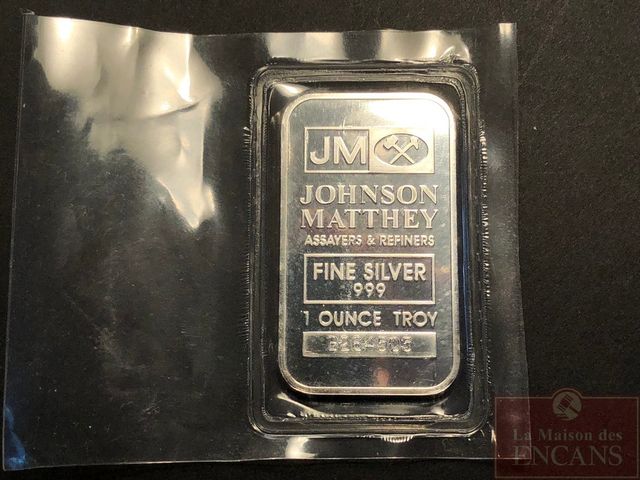 JM
JOHNSON
MATTHEY
ASSAYERS & REFINERS
FINE SILVER
999
1 OUNCE TROY
La Maison des
ENCANS